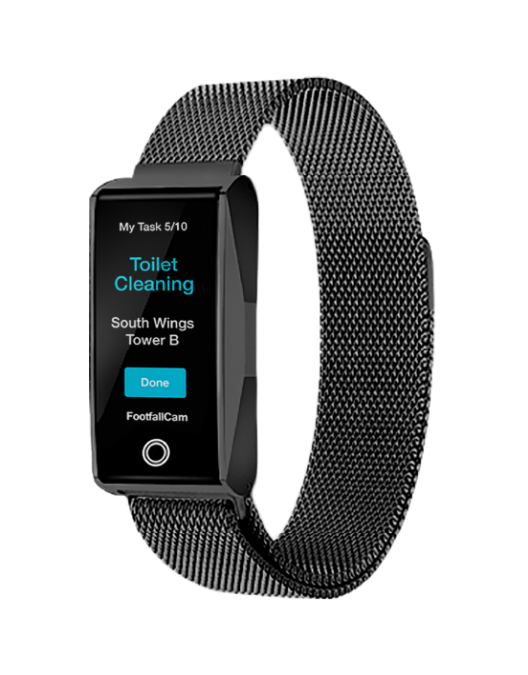 My Task 5/10
Toilet
Cleaning
South Wings
Tower B
Done
FootfallCam